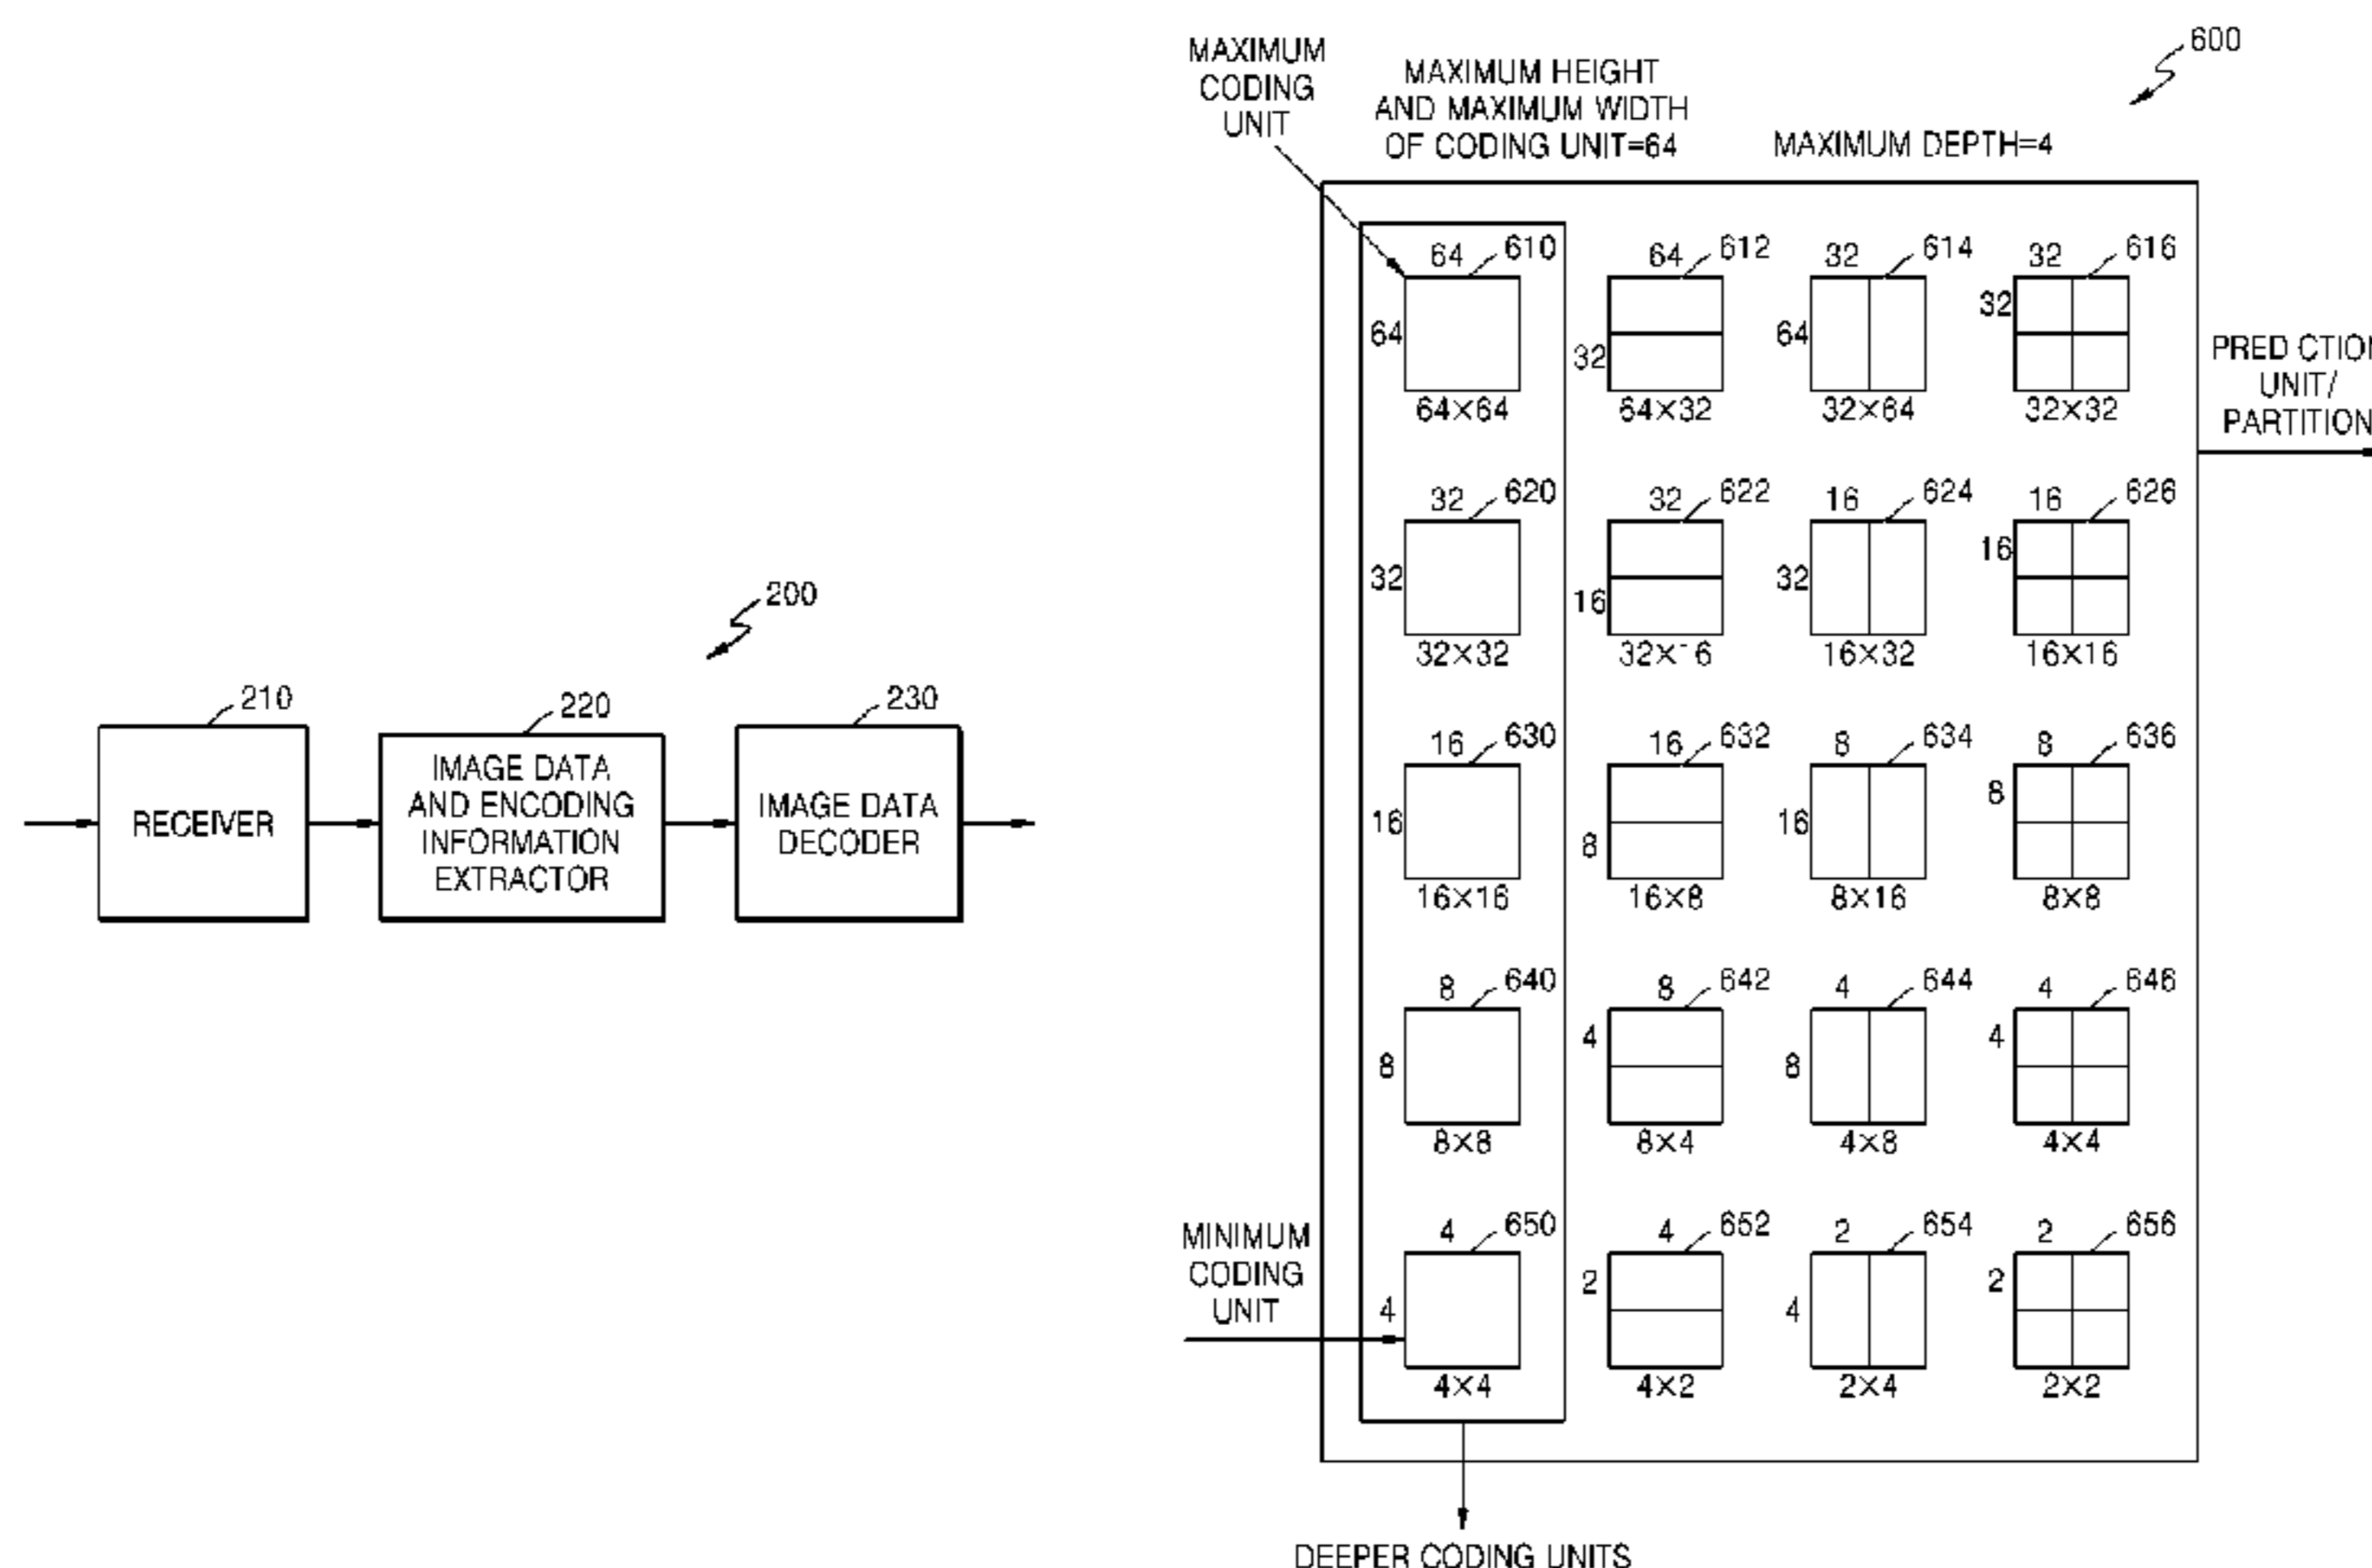 200
210
RECEIVER
220
IMAGE DATA
AND ENCODING
INFORMATION
EXTRACTOR
230
IMAGE DATA
DECODER
600
MAXIMUM
CODING
UNIT
MAXIMUM HEIGHT
AND MAXIMUM WIDTH
OF CODING UNIT=64
MAXIMUM DEPTH=4
64 610 64 612 32 614 32 616
64 32 64 32
64×64 64×32 32×64 32×32
32 620 32 622 16 624 16 626
32 16 32 16
32×32 32×16 16×32 16×16
16 630 16 632 8 634 8 636
16 8 16 8
16×16 16×8 8×16 8×8
8 640 8 642 4 644 4 646
8 4 8 4
8×8 8×4 4×8 4×4
4 650 4 652 2 654 2 656
4 2 4 2
4×4 4×2 2×4 2×2
PRED CTION
UNIT/
PARTITION
MINIMUM
CODING
UNIT
DEEPER CODING UNITS